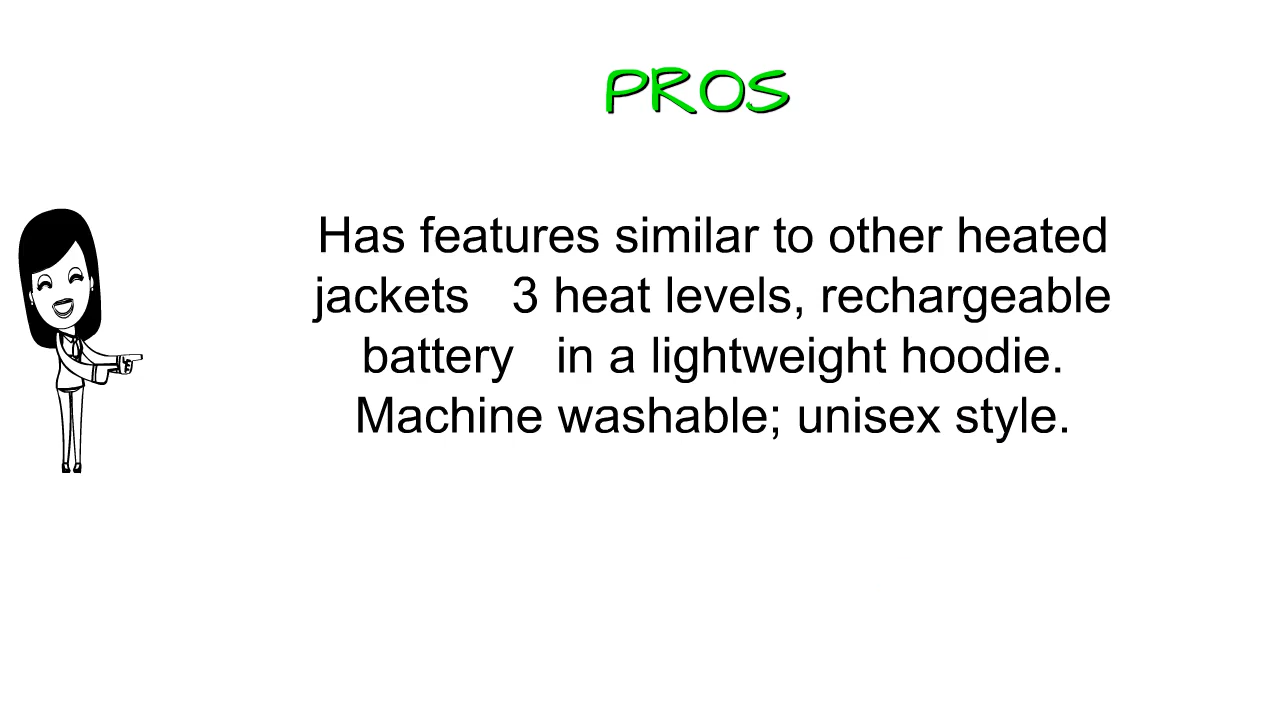 PROS
Has features similar to other heated
jackets   3 heat levels, rechargeable
battery   in a lightweight hoodie.
Machine washable; unisex style.